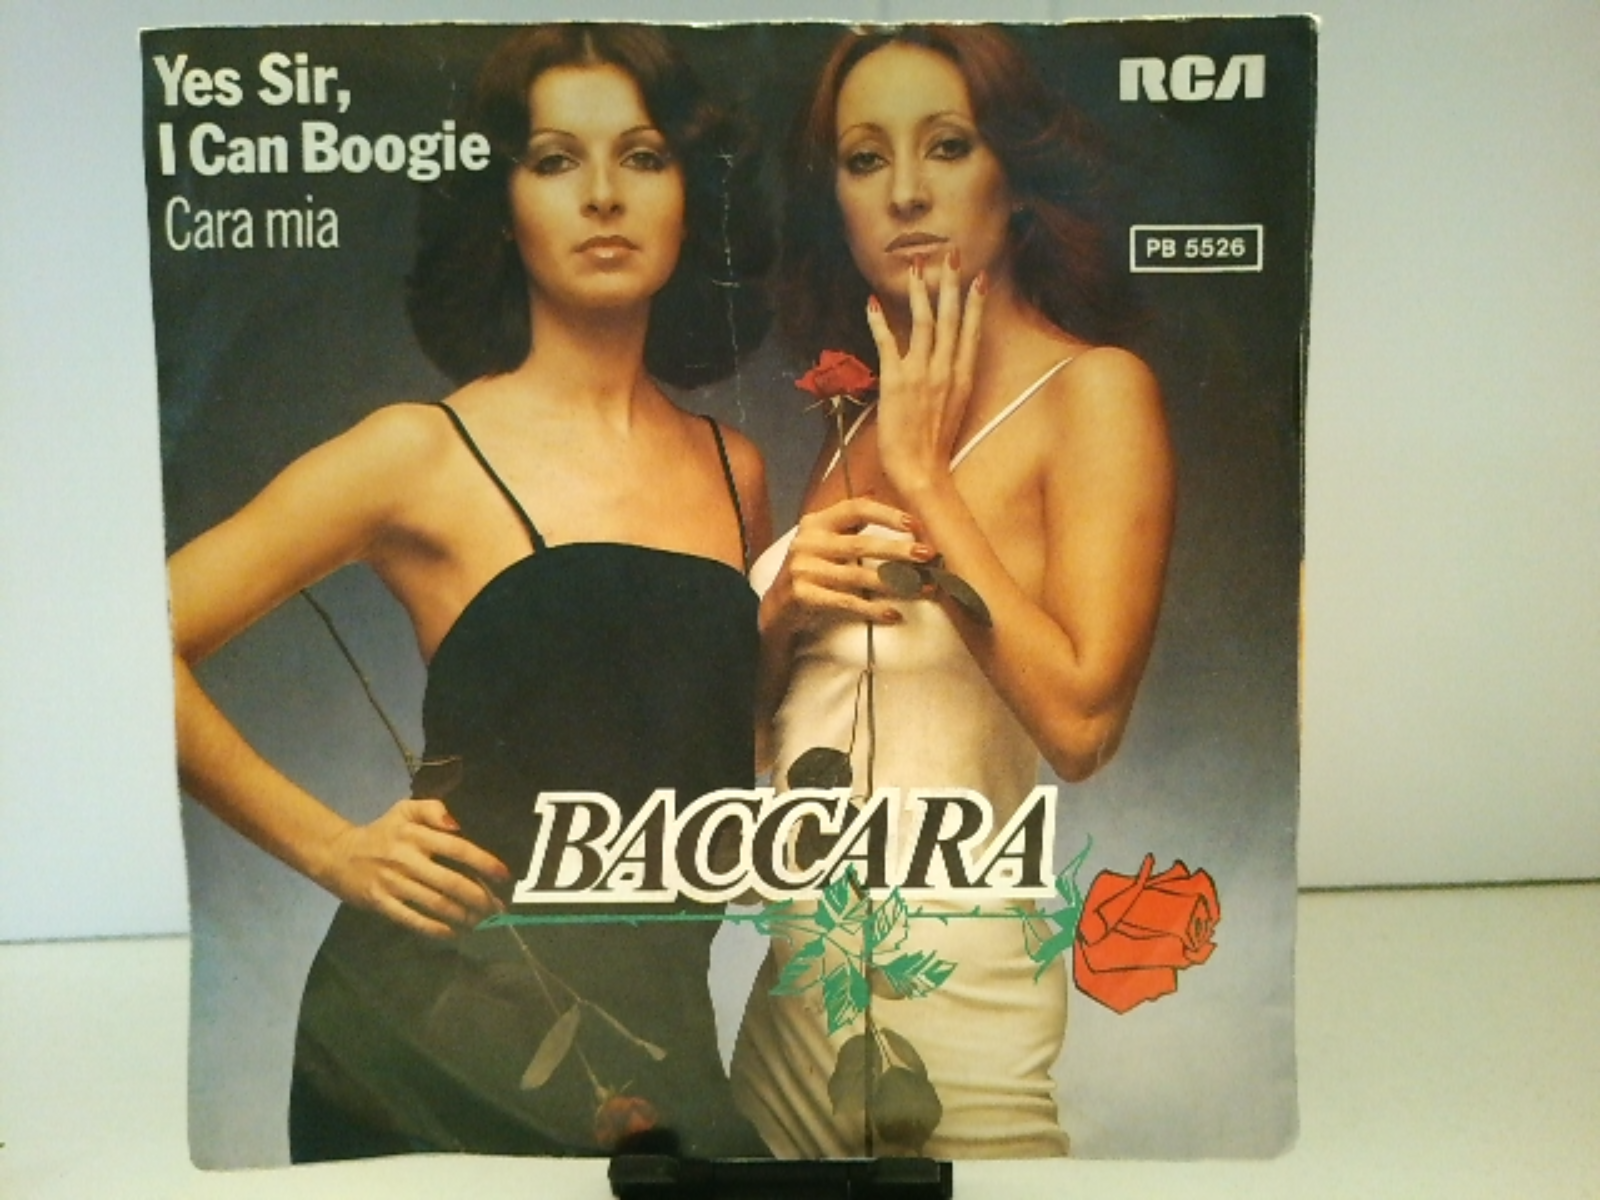 Yes Sir,
I Can Boogie
Cara mia
RCA
PB 5526
BACCARA